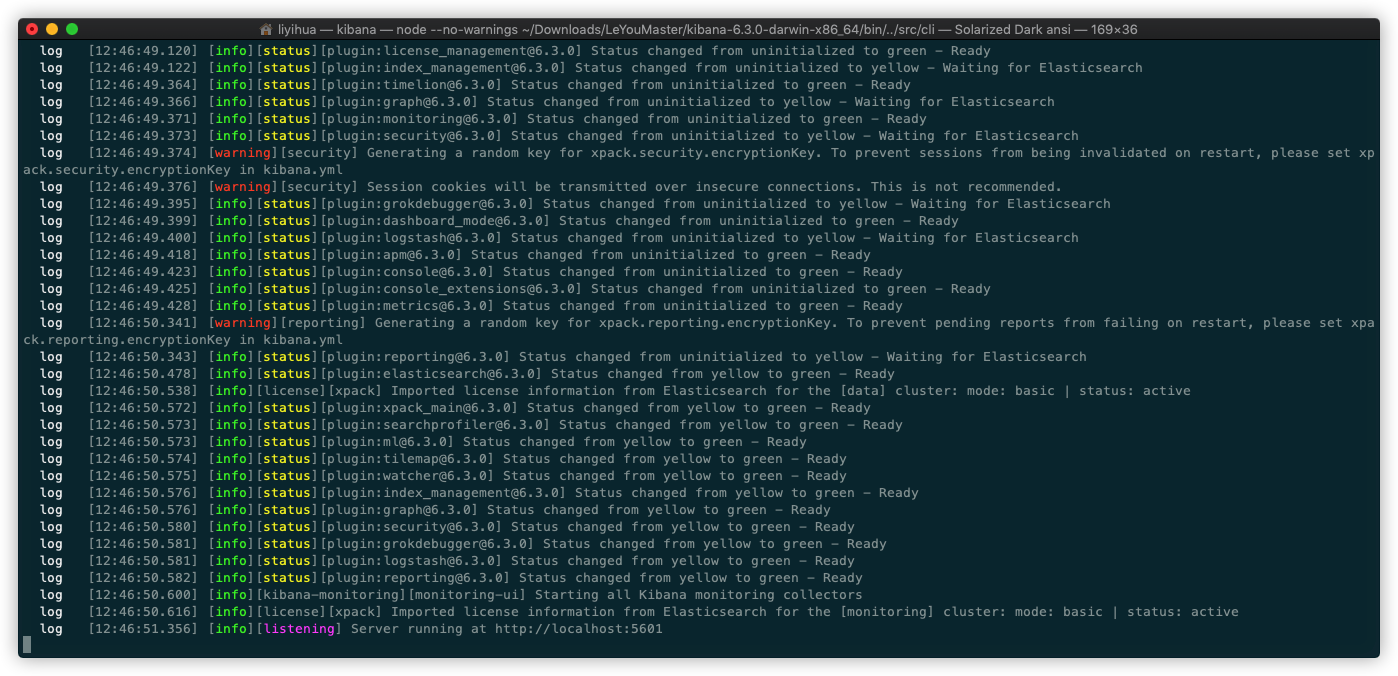 liyihua — kibana — node --no-warnings ~/Downloads/LeYouMaster/kibana-6.3.0-darwin-x86_64/bin/../src/cli — Solarized Dark ansi — 169×36
log [12:46:49.120] [info][status][plugin:license_management@6.3.0] Status changed from uninitialized to green – Ready
log [12:46:49.122] [info][status][plugin:index_management@6.3.0] Status changed from uninitialized to yellow – Waiting for Elasticsearch
log [12:46:49.364] [info][status][plugin:timelion@6.3.0] Status changed from uninitialized to green – Ready
log [12:46:49.366] [info][status][plugin:graph@6.3.0] Status changed from uninitialized to yellow – Waiting for Elasticsearch
log [12:46:49.371] [info][status][plugin:monitoring@6.3.0] Status changed from uninitialized to green – Ready
log [12:46:49.373] [info][status][plugin:security@6.3.0] Status changed from uninitialized to yellow – Waiting for Elasticsearch
log [12:46:49.374] [warning][security] Generating a random key for xpack.security.encryptionKey. To prevent sessions from being invalidated on restart, please set xp
ack.security.encryptionKey in kibana.yml
log [12:46:49.376] [warning][security] Session cookies will be transmitted over insecure connections. This is not recommended.
log [12:46:49.395] [info][status][plugin:grokdebugger@6.3.0] Status changed from uninitialized to yellow – Waiting for Elasticsearch
log [12:46:49.399] [info][status][plugin:dashboard_mode@6.3.0] Status changed from uninitialized to green – Ready
log [12:46:49.400] [info][status][plugin:logstash@6.3.0] Status changed from uninitialized to yellow – Waiting for Elasticsearch
log [12:46:49.418] [info][status][plugin:apm@6.3.0] Status changed from uninitialized to green – Ready
log [12:46:49.423] [info][status][plugin:console@6.3.0] Status changed from uninitialized to green – Ready
log [12:46:49.425] [info][status][plugin:console_extensions@6.3.0] Status changed from uninitialized to green – Ready
log [12:46:49.428] [info][status][plugin:metrics@6.3.0] Status changed from uninitialized to green – Ready
log [12:46:50.341] [warning][reporting] Generating a random key for xpack.reporting.encryptionKey. To prevent pending reports from failing on restart, please set xpa
ck.reporting.encryptionKey in kibana.yml
log [12:46:50.343] [info][status][plugin:reporting@6.3.0] Status changed from uninitialized to yellow – Waiting for Elasticsearch
log [12:46:50.478] [info][status][plugin:elasticsearch@6.3.0] Status changed from yellow to green – Ready
log [12:46:50.538] [info][license][xpack] Imported license information from Elasticsearch for the [data] cluster: mode: basic | status: active
log [12:46:50.572] [info][status][plugin:xpack_main@6.3.0] Status changed from yellow to green – Ready
log [12:46:50.573] [info][status][plugin:searchprofiler@6.3.0] Status changed from yellow to green – Ready
log [12:46:50.573] [info][status][plugin:ml@6.3.0] Status changed from yellow to green – Ready
log [12:46:50.574] [info][status][plugin:tilemap@6.3.0] Status changed from yellow to green – Ready
log [12:46:50.575] [info][status][plugin:watcher@6.3.0] Status changed from yellow to green – Ready
log [12:46:50.576] [info][status][plugin:index_management@6.3.0] Status changed from yellow to green – Ready
log [12:46:50.576] [info][status][plugin:graph@6.3.0] Status changed from yellow to green – Ready
log [12:46:50.580] [info][status][plugin:security@6.3.0] Status changed from yellow to green – Ready
log [12:46:50.581] [info][status][plugin:grokdebugger@6.3.0] Status changed from yellow to green – Ready
log [12:46:50.581] [info][status][plugin:logstash@6.3.0] Status changed from yellow to green – Ready
log [12:46:50.582] [info][status][plugin:reporting@6.3.0] Status changed from yellow to green – Ready
log [12:46:50.600] [info][kibana-monitoring][monitoring-ui] Starting all Kibana monitoring collectors
log [12:46:50.616] [info][license][xpack] Imported license information from Elasticsearch for the [monitoring] cluster: mode: basic | status: active
log [12:46:51.356] [info][listening] Server running at http://localhost:5601